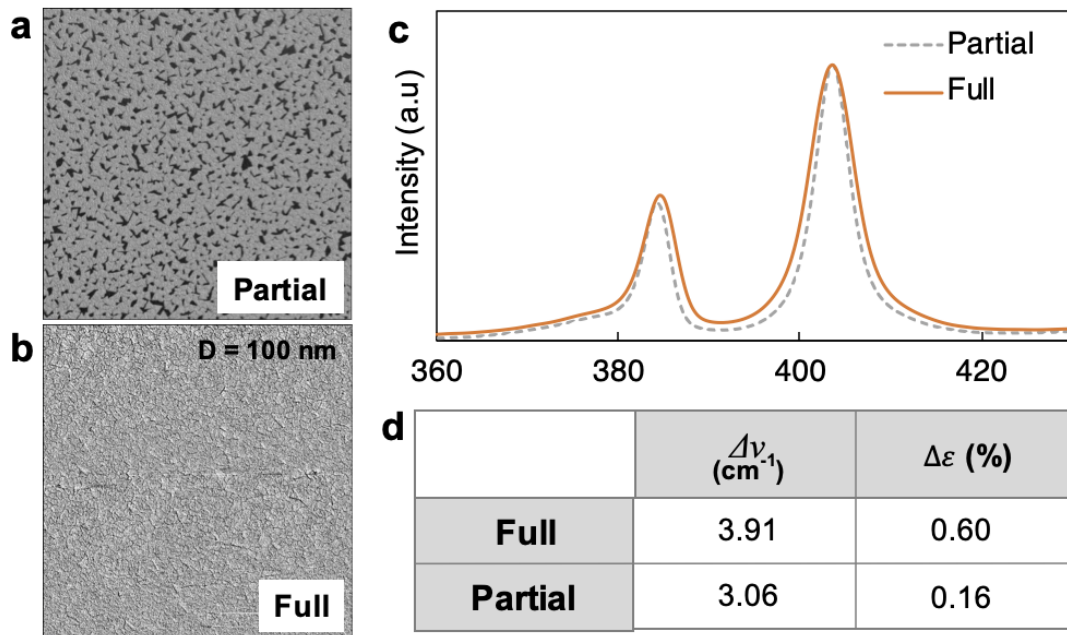 a
Partial
b
D = 100 nm
Full
c
Intensity (a.u)
Partial
Full
360 380 400 420
d
Δν (cm⁻¹) Δε (%)
Full 3.91 0.60
Partial 3.06 0.16